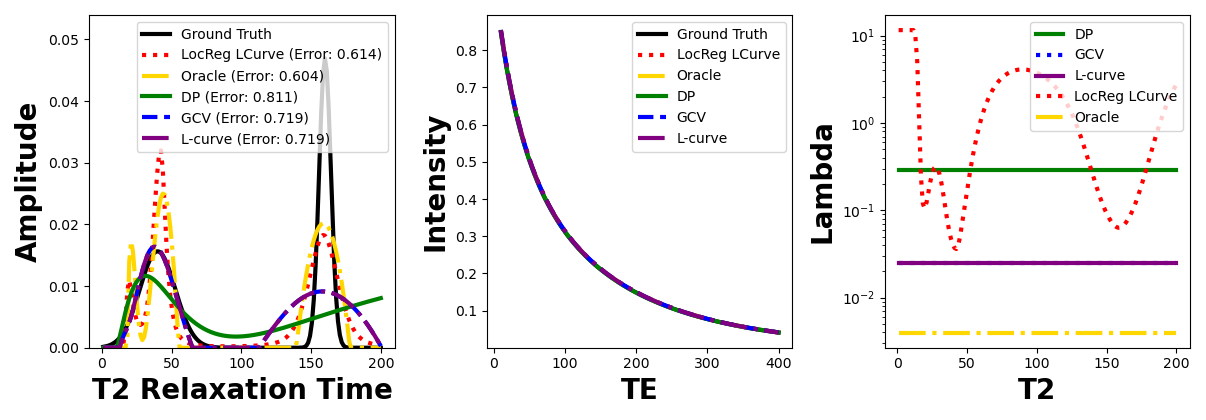 0.05
0.04
0.03
0.02
0.01
0.00
Amplitude
Ground Truth
LocReg LCurve (Error: 0.614)
Oracle (Error: 0.604)
DP (Error: 0.811)
GCV (Error: 0.719)
L-curve (Error: 0.719)
0 50 100 150 200
T2 Relaxation Time
0.8
0.7
0.6
0.5
0.4
0.3
0.2
0.1
Intensity
Ground Truth
LocReg LCurve
Oracle
DP
GCV
L-curve
0 100 200 300 400
TE
10¹
10⁰
10⁻¹
10⁻²
Lambda
DP
GCV
L-curve
LocReg LCurve
Oracle
0 50 100 150 200
T2